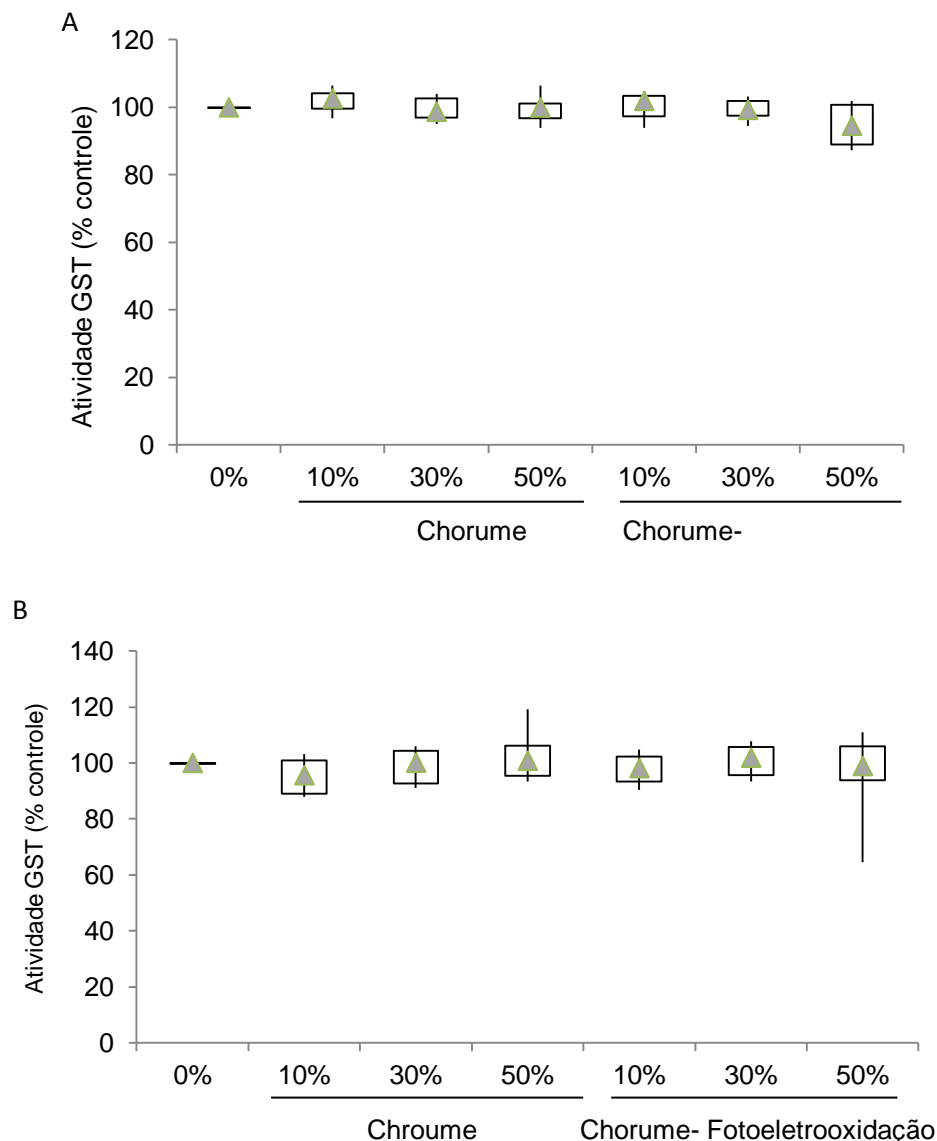 A
120
100
80
60
40
20
0
Atividade GST (% controle)
0% 10% 30% 50% 10% 30% 50%
Chorume Chorume-
B
140
120
100
80
60
40
20
0
Atividade GST (% controle)
0% 10% 30% 50% 10% 30% 50%
Chroume Chorume- Fotoeletrooxidação